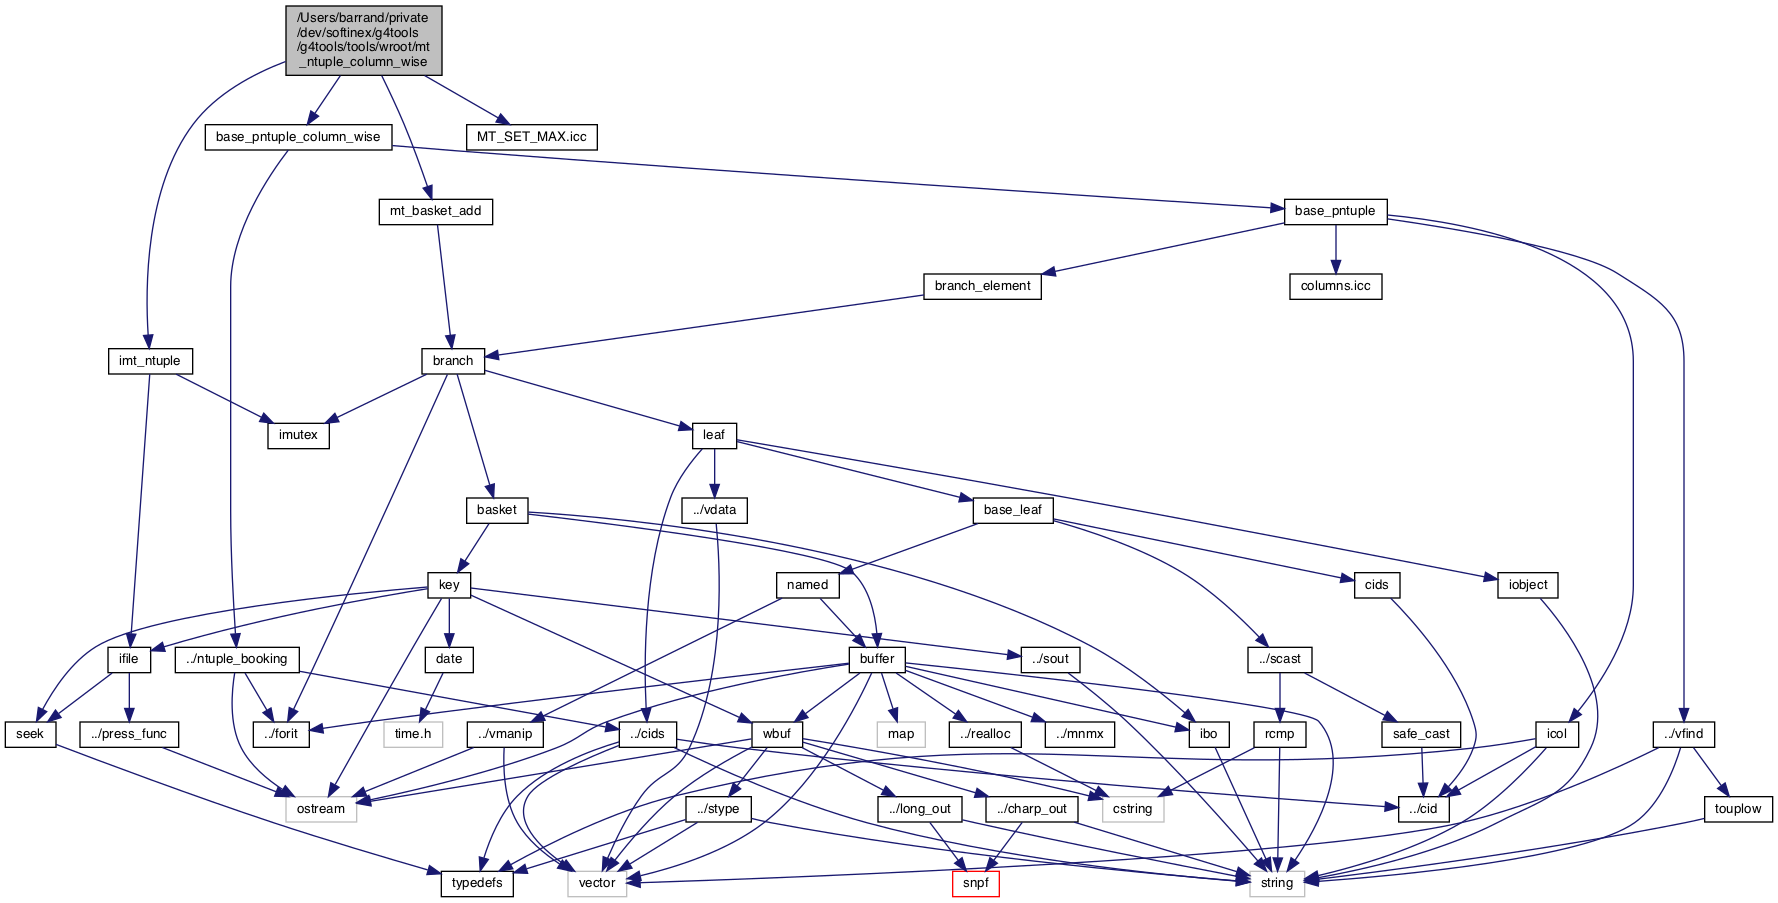 /Users/barrand/private
/dev/softinex/g4tools
/g4tools/tools/wroot/mt
_ntuple_column_wise
base_pntuple_column_wise
MT_SET_MAX.icc
mt_basket_add
base_pntuple
branch_element
columns.icc
imt_ntuple
branch
imutex
leaf
basket
../vdata
base_leaf
key
named
cids
iobject
ifile
../ntuple_booking
date
buffer
../sout
../scast
seek
../press_func
../forit
time.h
../vmanip
../cids
wbuf
map
../realloc
../mnmx
ibo
rcmp
safe_cast
icol
../vfind
ostream
../stype
../long_out
../charp_out
cstring
../cid
touplow
typedefs
vector
snpf
string